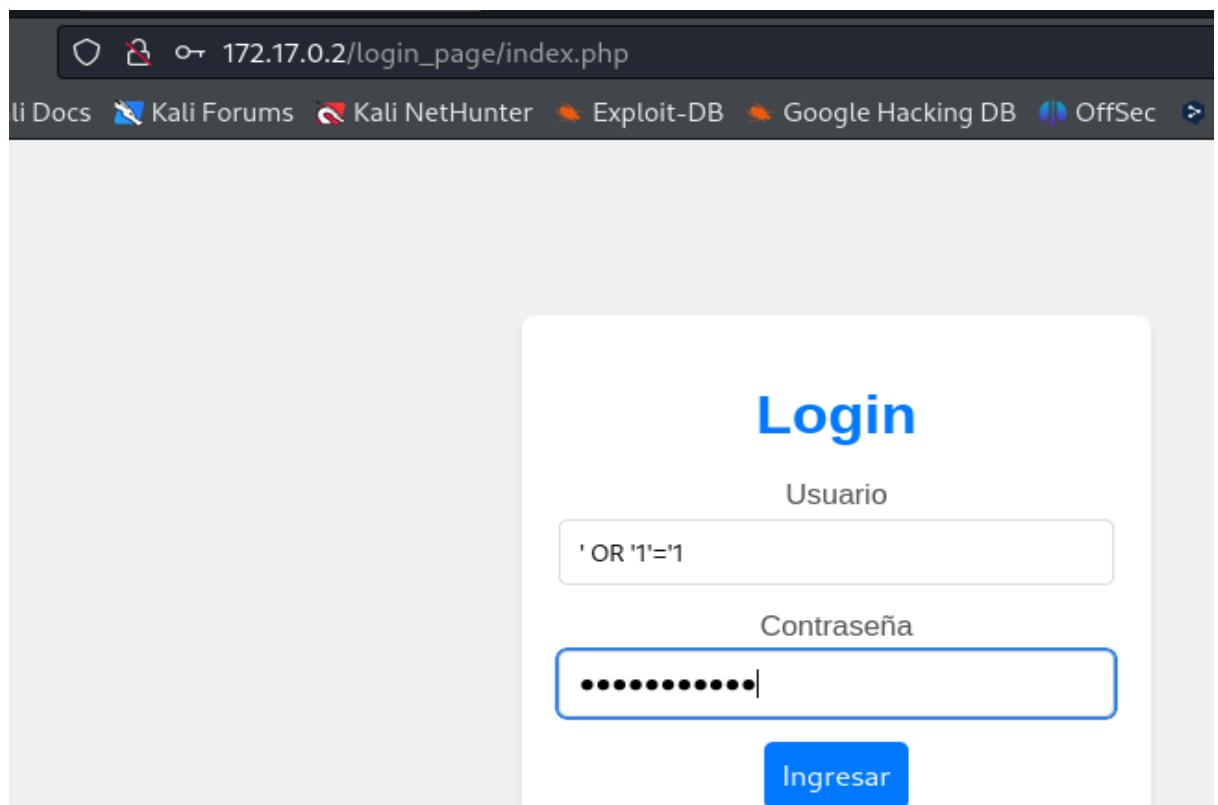 172.17.0.2/login_page/index.php
li Docs Kali Forums Kali NetHunter Exploit-DB Google Hacking DB OffSec
Login
Usuario
' OR '1'='1
Contraseña
•••••••••••
Ingresar